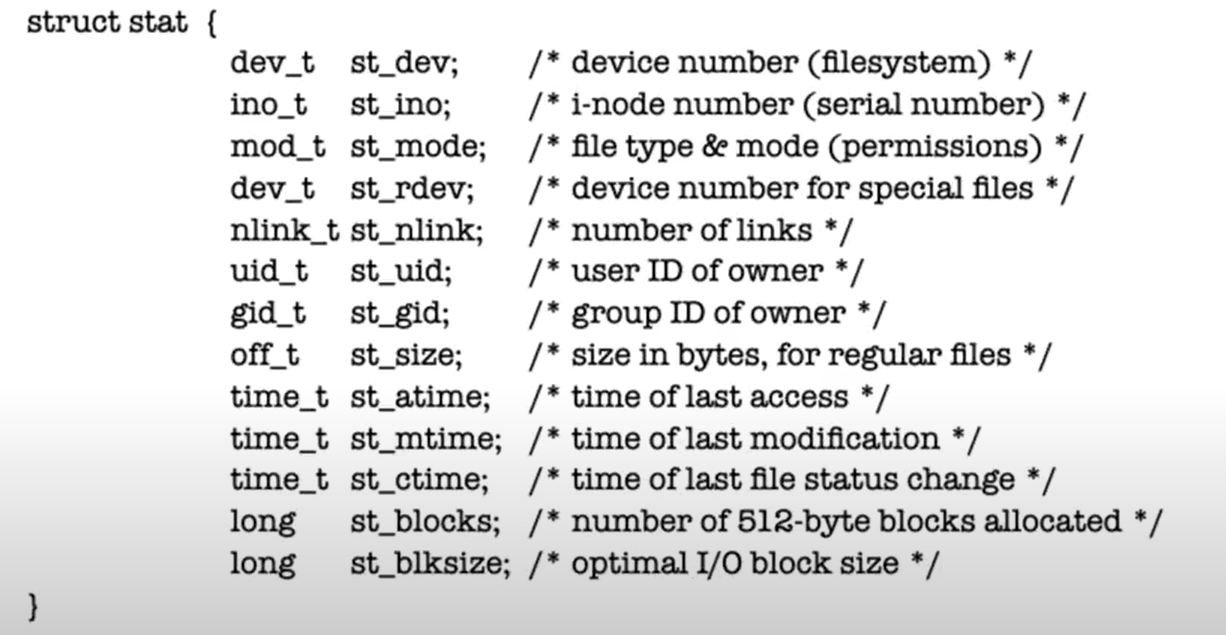 struct stat {
dev_t st_dev; /* device number (filesystem) */
ino_t st_ino; /* i-node number (serial number) */
mod_t st_mode; /* file type & mode (permissions) */
dev_t st_rdev; /* device number for special files */
nlink_t st_nlink; /* number of links */
uid_t st_uid; /* user ID of owner */
gid_t st_gid; /* group ID of owner */
off_t st_size; /* size in bytes, for regular files */
time_t st_atime; /* time of last access */
time_t st_mtime; /* time of last modification */
time_t st_ctime; /* time of last file status change */
long st_blocks; /* number of 512-byte blocks allocated */
long st_blksize; /* optimal I/O block size */
}